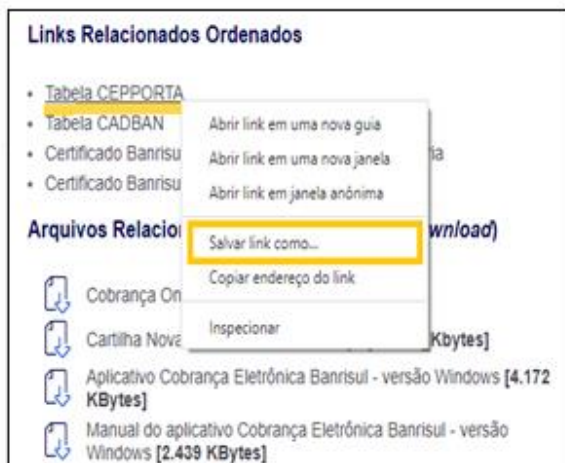 Links Relacionados Ordenados
Tabela CEPPORTA
Tabela CADBAN
Abrir link em uma nova guia
Certificado Banrisu
Abrir link em uma nova janela
ia
Certificado Banrisu
Abrir link em janela anônima
Arquivos Relacion
Salvar link como...
wnload)
Copiar endereço do link
Cobrança On
Inspecionar
Cartilha Nova
Kbytes]
Aplicativo Cobrança Eletrônica Banrisul - versão Windows [4.172
KBytes]
Manual do aplicativo Cobrança Eletrônica Banrisul - versão
Windows [2.439 KBytes]